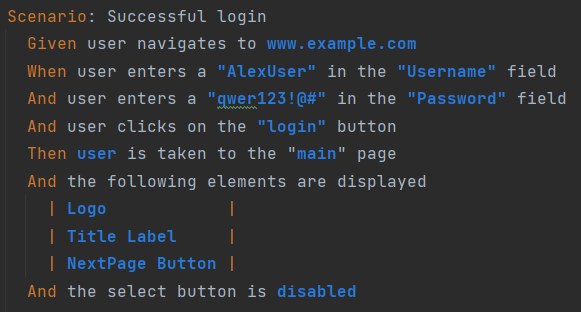 Scenario: Successful login
Given user navigates to www.example.com
When user enters a "AlexUser" in the "Username" field
And user enters a "qwer123!@#" in the "Password" field
And user clicks on the "login" button
Then user is taken to the "main" page
And the following elements are displayed
| Logo |
| Title Label |
| NextPage Button |
And the select button is disabled